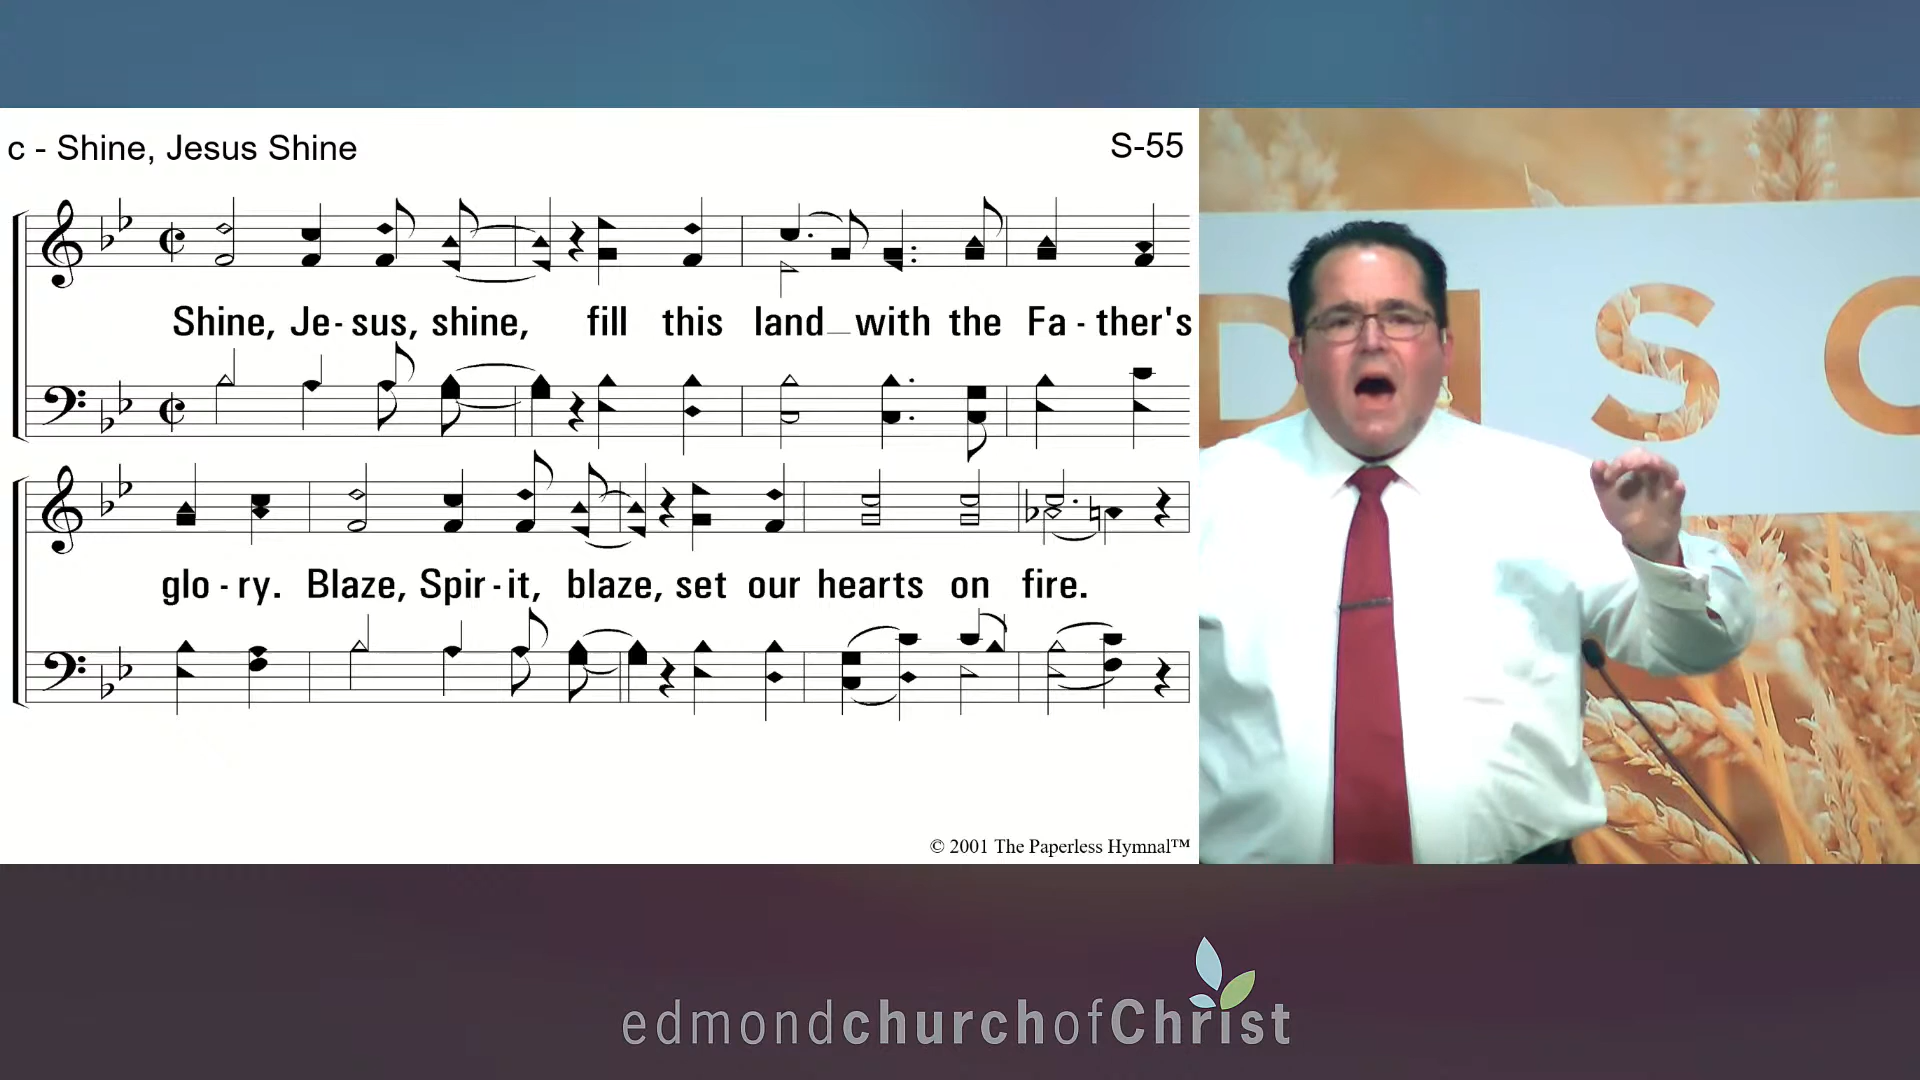 c - Shine, Jesus Shine
S-55
Shine, Je - sus, shine, fill this land with the Fa - ther's
glo - ry. Blaze, Spir - it, blaze, set our hearts on fire.
© 2001 The Paperless Hymnal™
DISC
edmondchurchofChrist